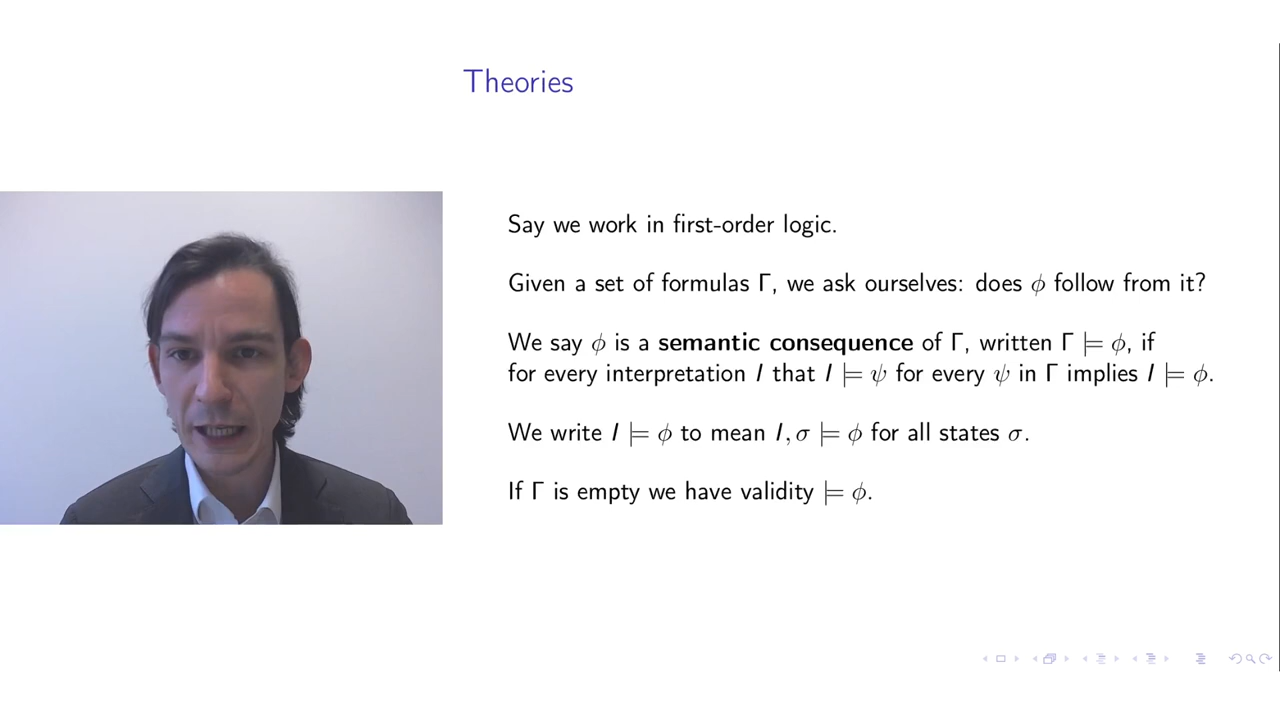 Theories
Say we work in first-order logic.
Given a set of formulas Γ, we ask ourselves: does ϕ follow from it?
We say ϕ is a semantic consequence of Γ, written Γ ⊨ ϕ, if
for every interpretation I that I ⊨ ψ for every ψ in Γ implies I ⊨ ϕ.
We write I ⊨ ϕ to mean I, σ ⊨ ϕ for all states σ.
If Γ is empty we have validity ⊨ ϕ.